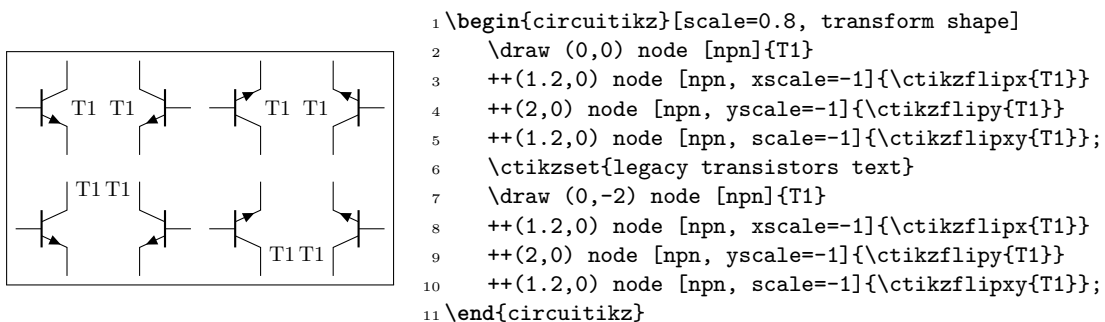 T1 T1 T1 T1
T1 T1
T1 T1
1 \begin{circuitikz}[scale=0.8, transform shape]
2 \draw (0,0) node [npn]{T1}
3 ++(1.2,0) node [npn, xscale=-1]{\ctikzflipx{T1}}
4 ++(2,0) node [npn, yscale=-1]{\ctikzflipy{T1}}
5 ++(1.2,0) node [npn, scale=-1]{\ctikzflipxy{T1}};
6 \ctikzset{legacy transistors text}
7 \draw (0,-2) node [npn]{T1}
8 ++(1.2,0) node [npn, xscale=-1]{\ctikzflipx{T1}}
9 ++(2,0) node [npn, yscale=-1]{\ctikzflipy{T1}}
10 ++(1.2,0) node [npn, scale=-1]{\ctikzflipxy{T1}};
11 \end{circuitikz}